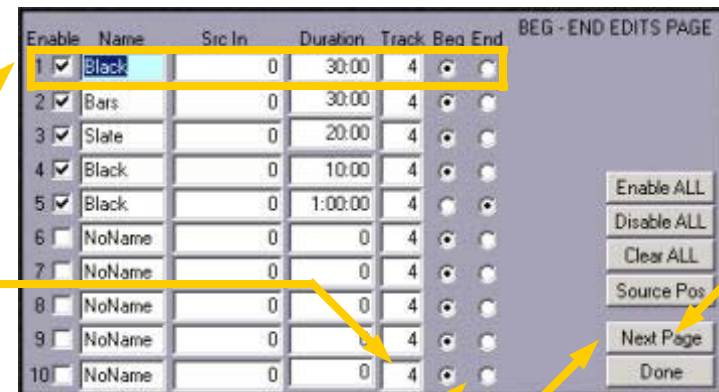 BEG - END EDITS PAGE
Enable Name Src In Duration Track Beg End
1 Black 0 30:00 4
2 Bars 0 30:00 4
3 Slate 0 20:00 4
4 Black 0 10:00 4
5 Black 0 1:00:00 4
6 NoName 0 0 4
7 NoName 0 0 4
8 NoName 0 0 4
9 NoName 0 0 4
10 NoName 0 0 4
Enable ALL
Disable ALL
Clear ALL
Source Pos
Next Page
Done